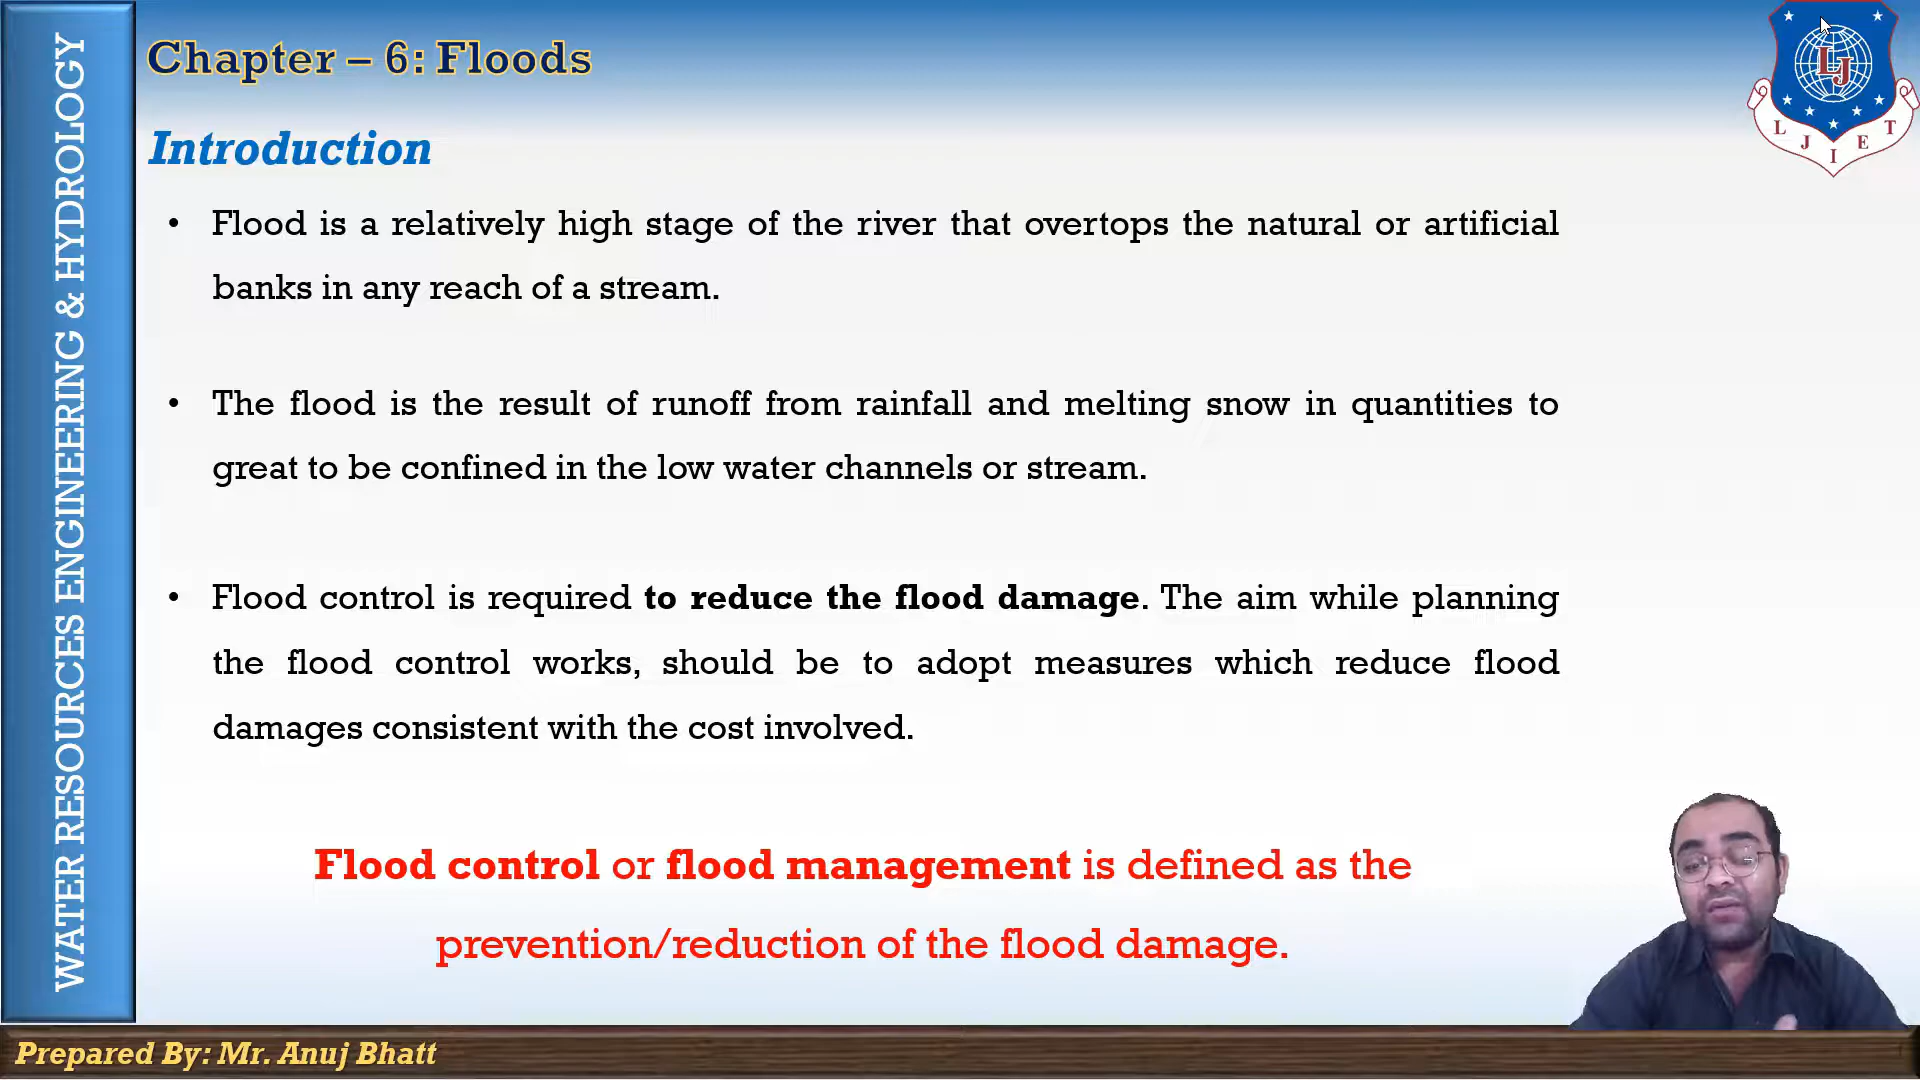 WATER RESOURCES ENGINEERING & HYDROLOGY
Chapter – 6: Floods
LJ
L J I E T
Introduction
• Flood is a relatively high stage of the river that overtops the natural or artificial
banks in any reach of a stream.
• The flood is the result of runoff from rainfall and melting snow in quantities to
great to be confined in the low water channels or stream.
• Flood control is required to reduce the flood damage. The aim while planning
the flood control works, should be to adopt measures which reduce flood
damages consistent with the cost involved.
Flood control or flood management is defined as the
prevention/reduction of the flood damage.
Prepared By: Mr. Anuj Bhatt